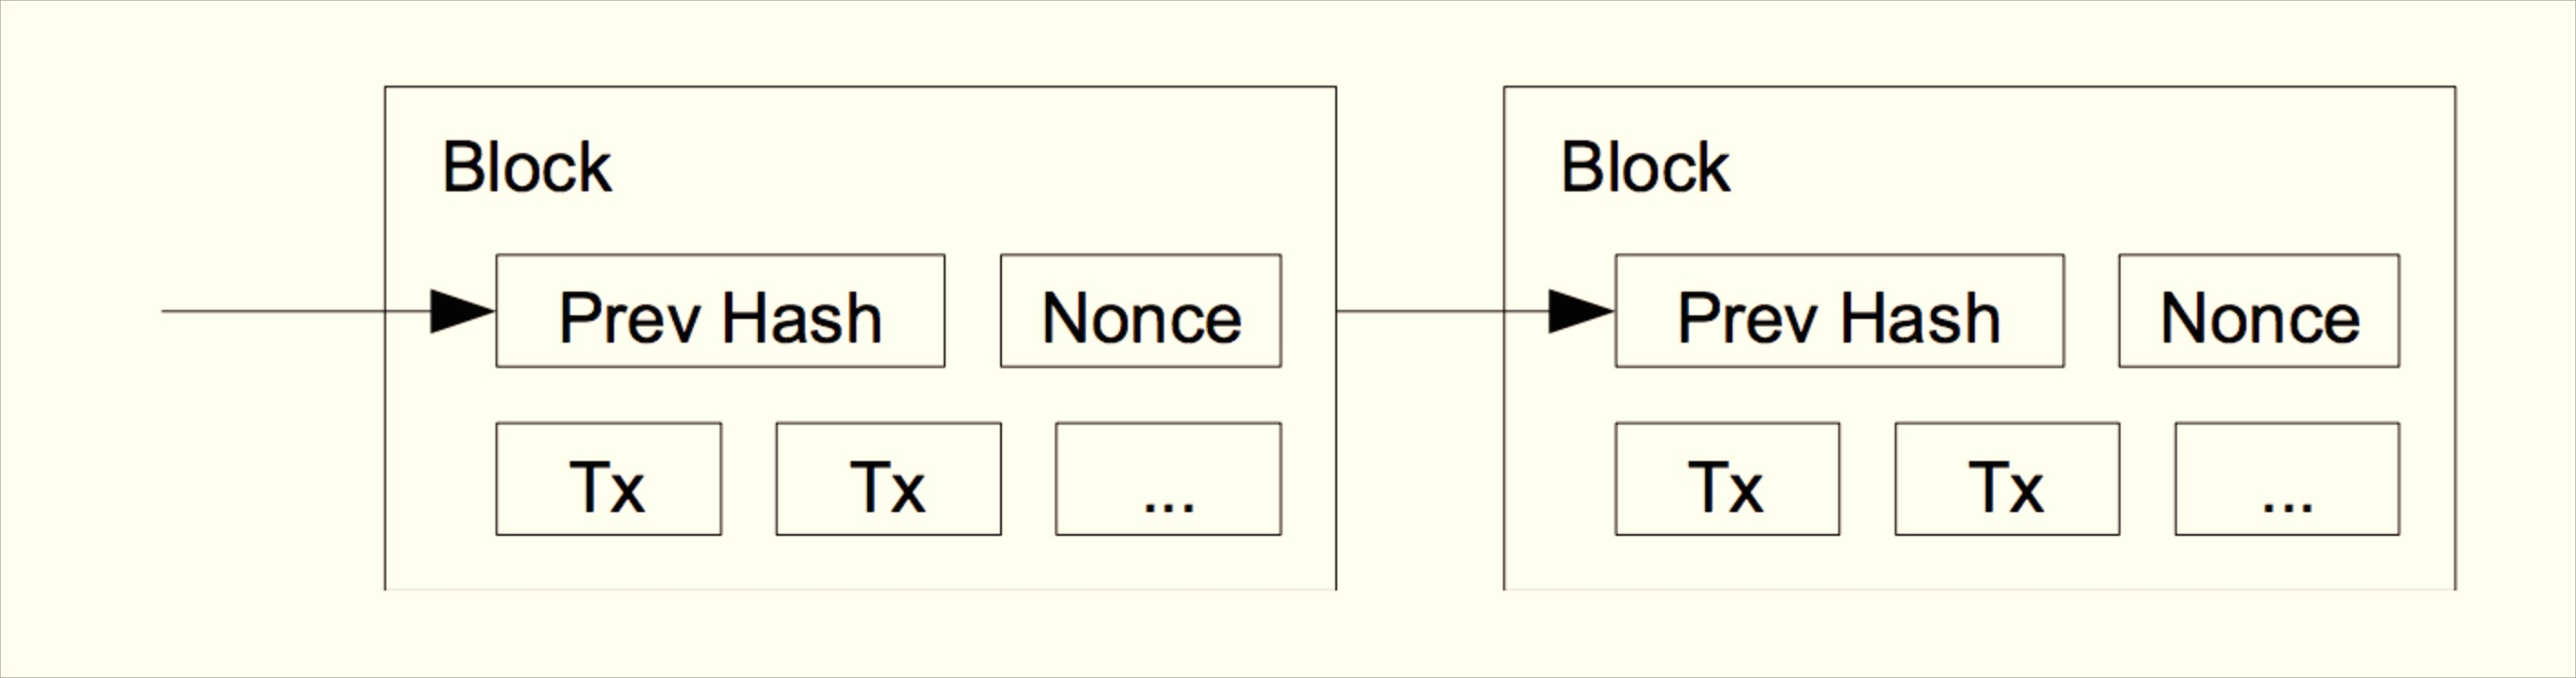 Block
Prev Hash
Nonce
Tx
Tx
...
Block
Prev Hash
Nonce
Tx
Tx
...